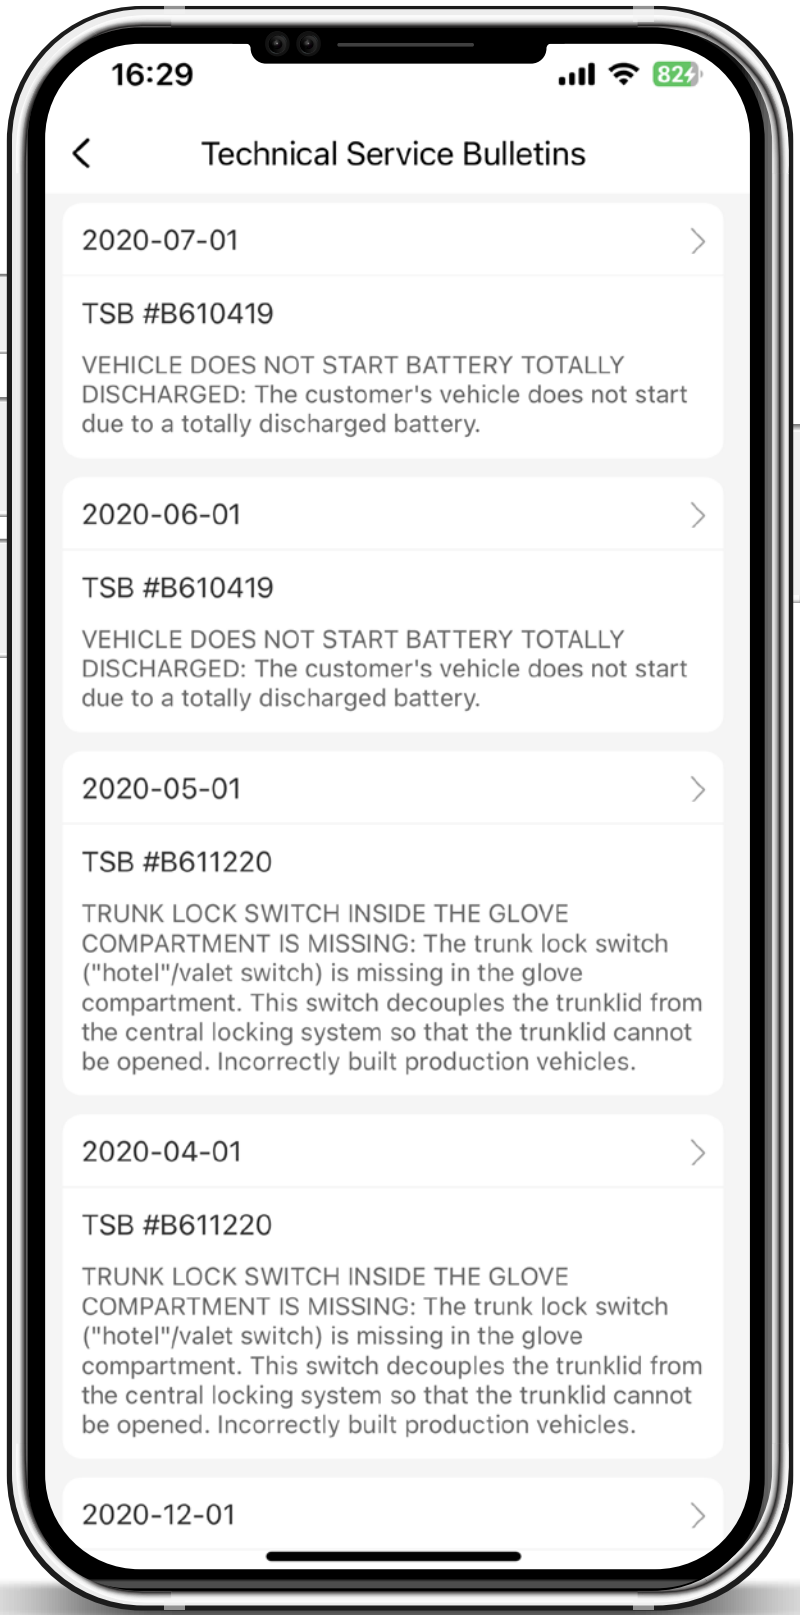 16:29
82
Technical Service Bulletins
2020-07-01
TSB #B610419
VEHICLE DOES NOT START BATTERY TOTALLY
DISCHARGED: The customer's vehicle does not start
due to a totally discharged battery.
2020-06-01
TSB #B610419
VEHICLE DOES NOT START BATTERY TOTALLY
DISCHARGED: The customer's vehicle does not start
due to a totally discharged battery.
2020-05-01
TSB #B611220
TRUNK LOCK SWITCH INSIDE THE GLOVE
COMPARTMENT IS MISSING: The trunk lock switch
("hotel"/valet switch) is missing in the glove
compartment. This switch decouples the trunklid from
the central locking system so that the trunklid cannot
be opened. Incorrectly built production vehicles.
2020-04-01
TSB #B611220
TRUNK LOCK SWITCH INSIDE THE GLOVE
COMPARTMENT IS MISSING: The trunk lock switch
("hotel"/valet switch) is missing in the glove
compartment. This switch decouples the trunklid from
the central locking system so that the trunklid cannot
be opened. Incorrectly built production vehicles.
2020-12-01